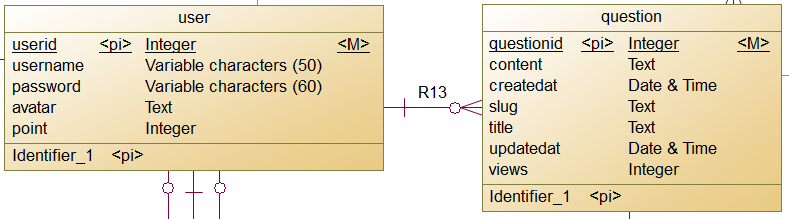 user
userid <pi> Integer <M>
username Variable characters (50)
password Variable characters (60)
avatar Text
point Integer
Identifier_1 <pi>
R13
question
questionid <pi> Integer <M>
content Text
createdat Date & Time
slug Text
title Text
updatedat Date & Time
views Integer
Identifier_1 <pi>